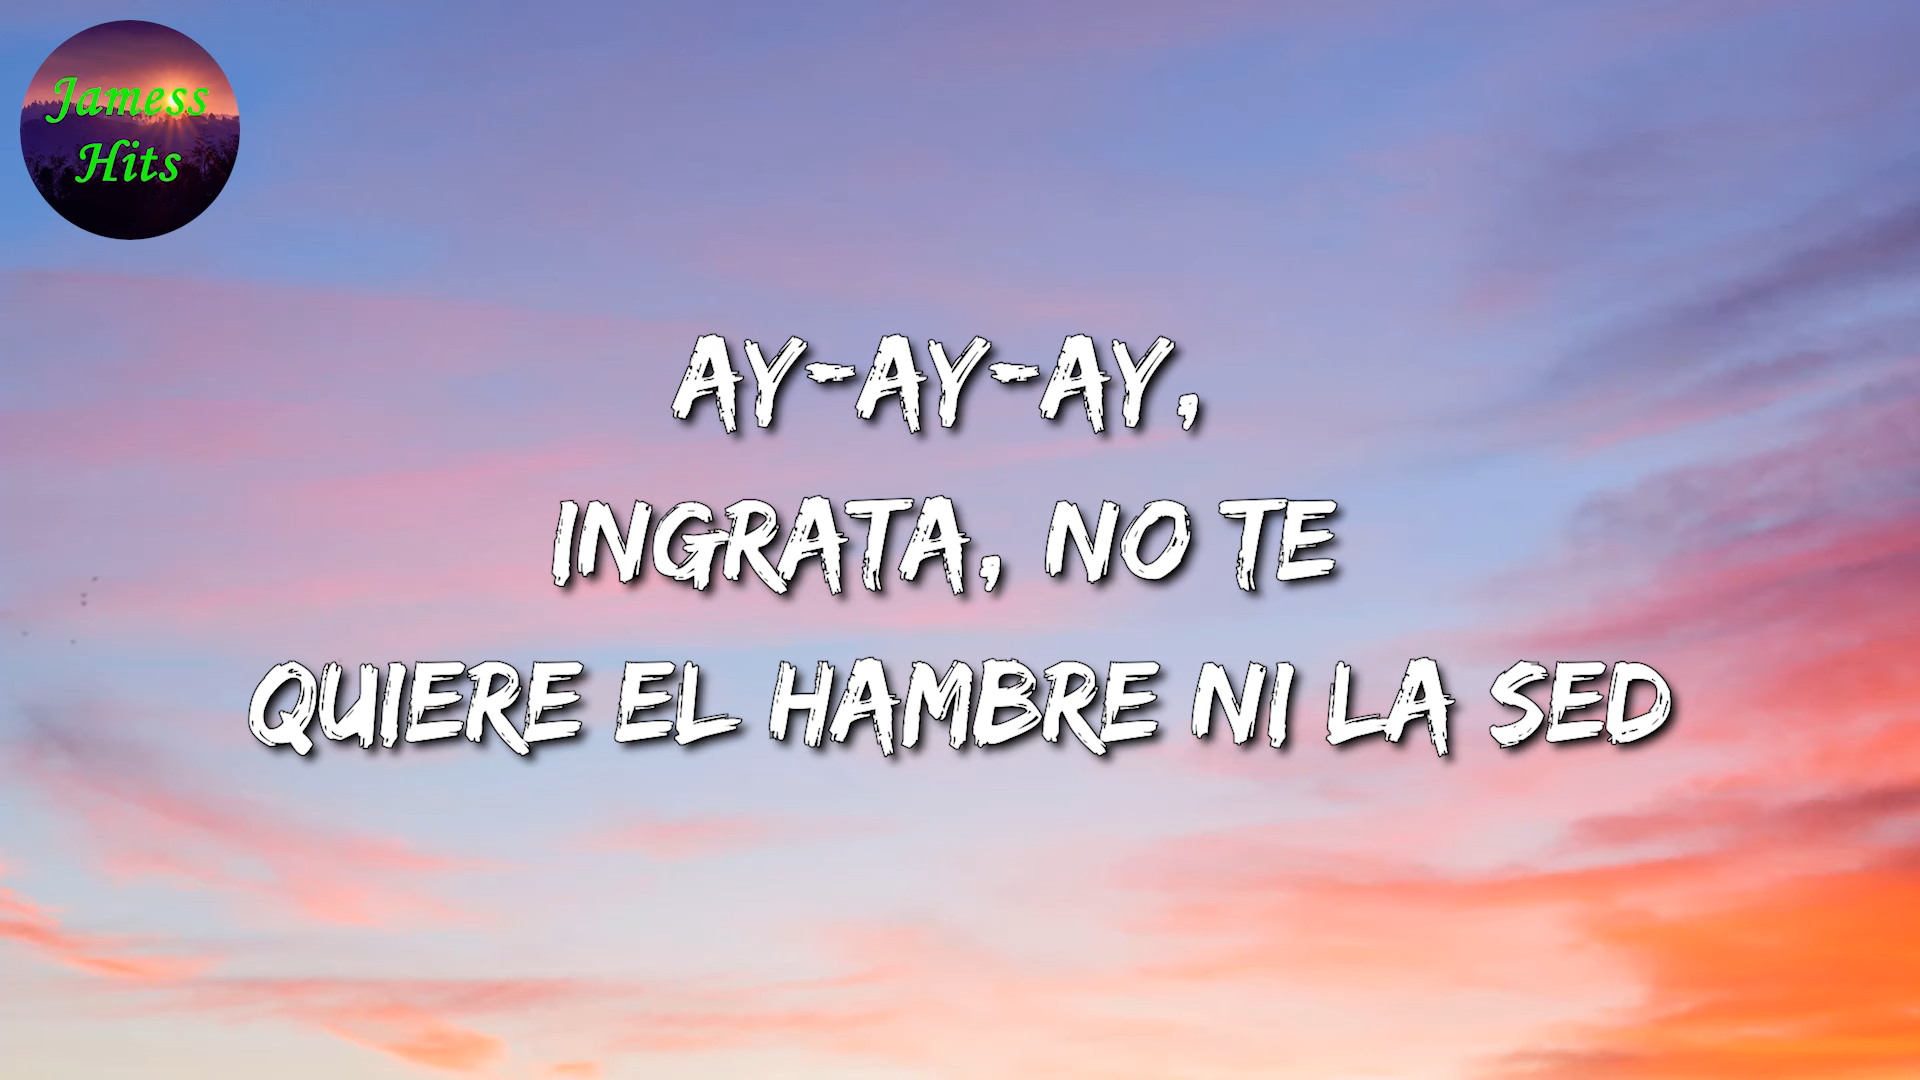 Jamess
Hits
AY-AY-AY,
INGRATA, NO TE
QUIERE EL HAMBRE NI LA SED